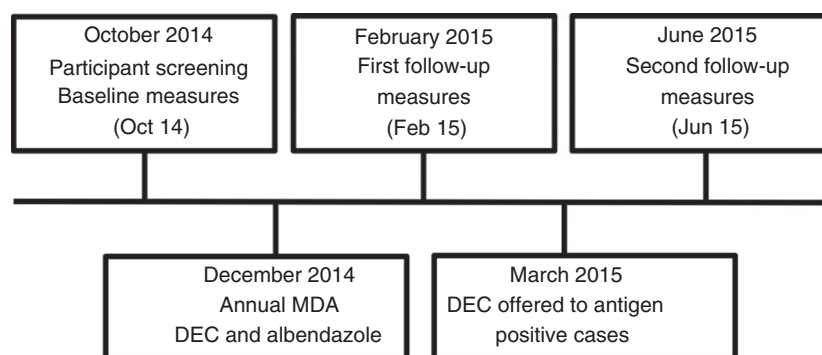 October 2014
Participant screening
Baseline measures
(Oct 14)
February 2015
First follow-up
measures
(Feb 15)
June 2015
Second follow-up
measures
(Jun 15)
December 2014
Annual MDA
DEC and albendazole
March 2015
DEC offered to antigen
positive cases